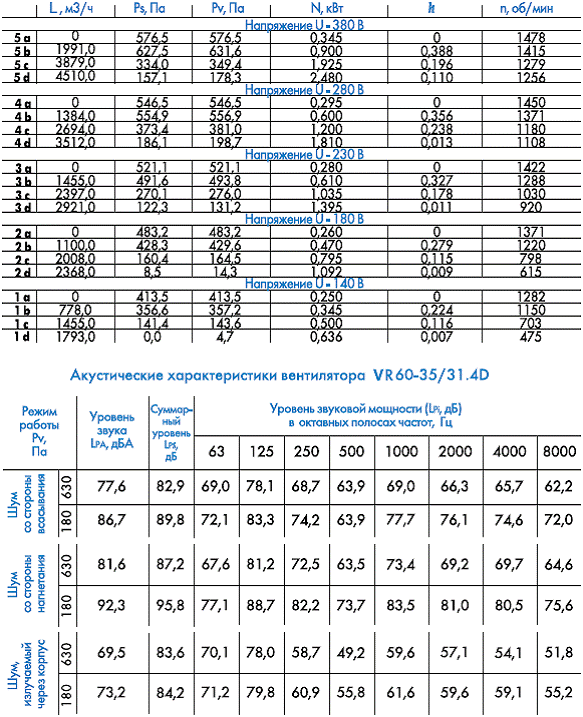 L, м3/ч Ps, Па Pv, Па N, кВт h n, об/мин
Напряжение U=380 В
5 a 0 576,5 576,5 0,345 0 1478
5 b 1991,0 627,5 631,6 0,900 0,388 1415
5 c 3879,0 334,0 349,4 1,925 0,196 1279
5 d 4510,0 157,1 178,3 2,480 0,110 1256
Напряжение U=280 В
4 a 0 546,5 546,5 0,295 0 1450
4 b 1384,0 554,9 556,9 0,600 0,356 1371
4 c 2694,0 373,4 381,0 1,200 0,238 1180
4 d 3512,0 186,1 198,7 1,810 0,013 1108
Напряжение U=230 В
3 a 0 521,1 521,1 0,280 0 1422
3 b 1455,0 491,6 493,8 0,610 0,327 1288
3 c 2397,0 270,1 276,0 1,035 0,178 1030
3 d 2921,0 122,3 131,2 1,395 0,011 920
Напряжение U=180 В
2 a 0 483,2 483,2 0,260 0 1371
2 b 1100,0 428,3 429,6 0,470 0,279 1220
2 c 2008,0 160,4 164,5 0,795 0,115 798
2 d 2368,0 8,5 14,3 1,092 0,009 615
Напряжение U=140 В
1 a 0 413,5 413,5 0,250 0 1282
1 b 778,0 356,6 357,2 0,345 0,224 1150
1 c 1455,0 141,4 143,6 0,500 0,116 703
1 d 1793,0 0,0 4,7 0,636 0,007 475
Акустические характеристики вентилятора VR60-35/31.4D
Режим работы Pv, Па
Уровень звука LPA, дБА
Суммар-
ный
уровень
LPS,
дБ
Уровень звуковой мощности (LPi, дБ)
в октавных полосах частот, Гц
63 125 250 500 1000 2000 4000 8000
Шум
со стороны
всасывания
630 77,6 82,9 69,0 78,1 68,7 63,9 69,0 66,3 65,7 62,2
180 86,7 89,8 72,1 83,3 74,2 63,9 77,7 76,1 74,6 72,0
Шум
со стороны
нагнетания
630 81,6 87,2 67,6 81,2 72,5 63,5 73,4 69,2 69,7 64,6
180 92,3 95,8 77,1 88,7 82,2 73,7 83,5 81,0 80,5 75,6
Шум,
излучаемый
через корпус
630 69,5 83,6 70,1 78,0 58,7 49,2 59,6 57,1 54,1 51,8
180 73,2 84,2 71,2 79,8 60,9 55,8 61,6 59,6 59,1 55,2